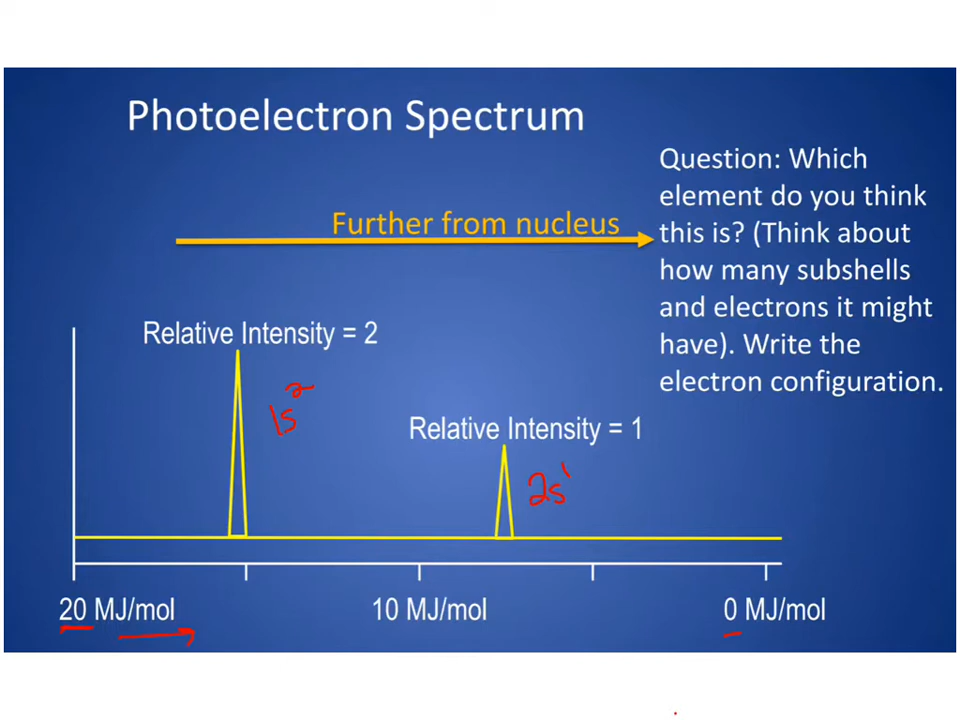 Photoelectron Spectrum
Question: Which
element do you think
this is? (Think about
how many subshells
and electrons it might
have). Write the
electron configuration.
Further from nucleus
Relative Intensity = 2
1s²
Relative Intensity = 1
2s¹
20 MJ/mol
10 MJ/mol
0 MJ/mol